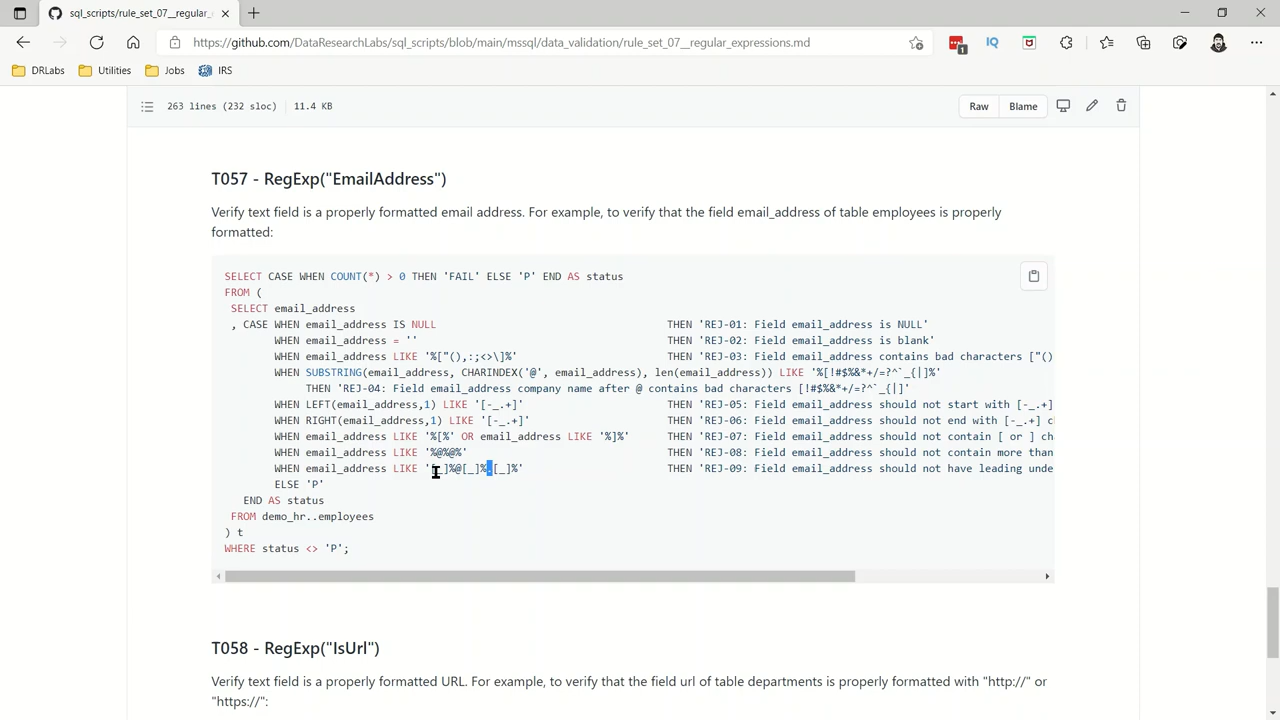 sql_scripts/rule_set_07__regular_
https://github.com/DataResearchLabs/sql_scripts/blob/main/mssql/data_validation/rule_set_07__regular_expressions.md
1
IQ
DRLabs Utilities Jobs IRS
263 lines (232 sloc) 11.4 KB Raw Blame
T057 - RegExp("EmailAddress")
Verify text field is a properly formatted email address. For example, to verify that the field email_address of table employees is properly
formatted:
SELECT CASE WHEN COUNT(*) > 0 THEN 'FAIL' ELSE 'P' END AS status
FROM (
SELECT email_address
, CASE WHEN email_address IS NULL THEN 'REJ-01: Field email_address is NULL'
WHEN email_address = '' THEN 'REJ-02: Field email_address is blank'
WHEN email_address LIKE '%["(),:;<>\]%' THEN 'REJ-03: Field email_address contains bad characters ["()
WHEN SUBSTRING(email_address, CHARINDEX('@', email_address), len(email_address)) LIKE '%[!#$%&*+/=?^`_{|]%'
THEN 'REJ-04: Field email_address company name after @ contains bad characters [!#$%&*+/=?^`_{|]'
WHEN LEFT(email_address,1) LIKE '[-_.+]' THEN 'REJ-05: Field email_address should not start with [-_.+]
WHEN RIGHT(email_address,1) LIKE '[-_.+]' THEN 'REJ-06: Field email_address should not end with [-_.+] c
WHEN email_address LIKE '%[%' OR email_address LIKE '%]%' THEN 'REJ-07: Field email_address should not contain [ or ] ch
WHEN email_address LIKE '%@%@%' THEN 'REJ-08: Field email_address should not contain more than
WHEN email_address LIKE '[_]%@[_]%.[_]%' THEN 'REJ-09: Field email_address should not have leading unde
ELSE 'P'
END AS status
FROM demo_hr..employees
) t
WHERE status <> 'P';
T058 - RegExp("IsUrl")
Verify text field is a properly formatted URL. For example, to verify that the field url of table departments is properly formatted with "http://" or
"https://":